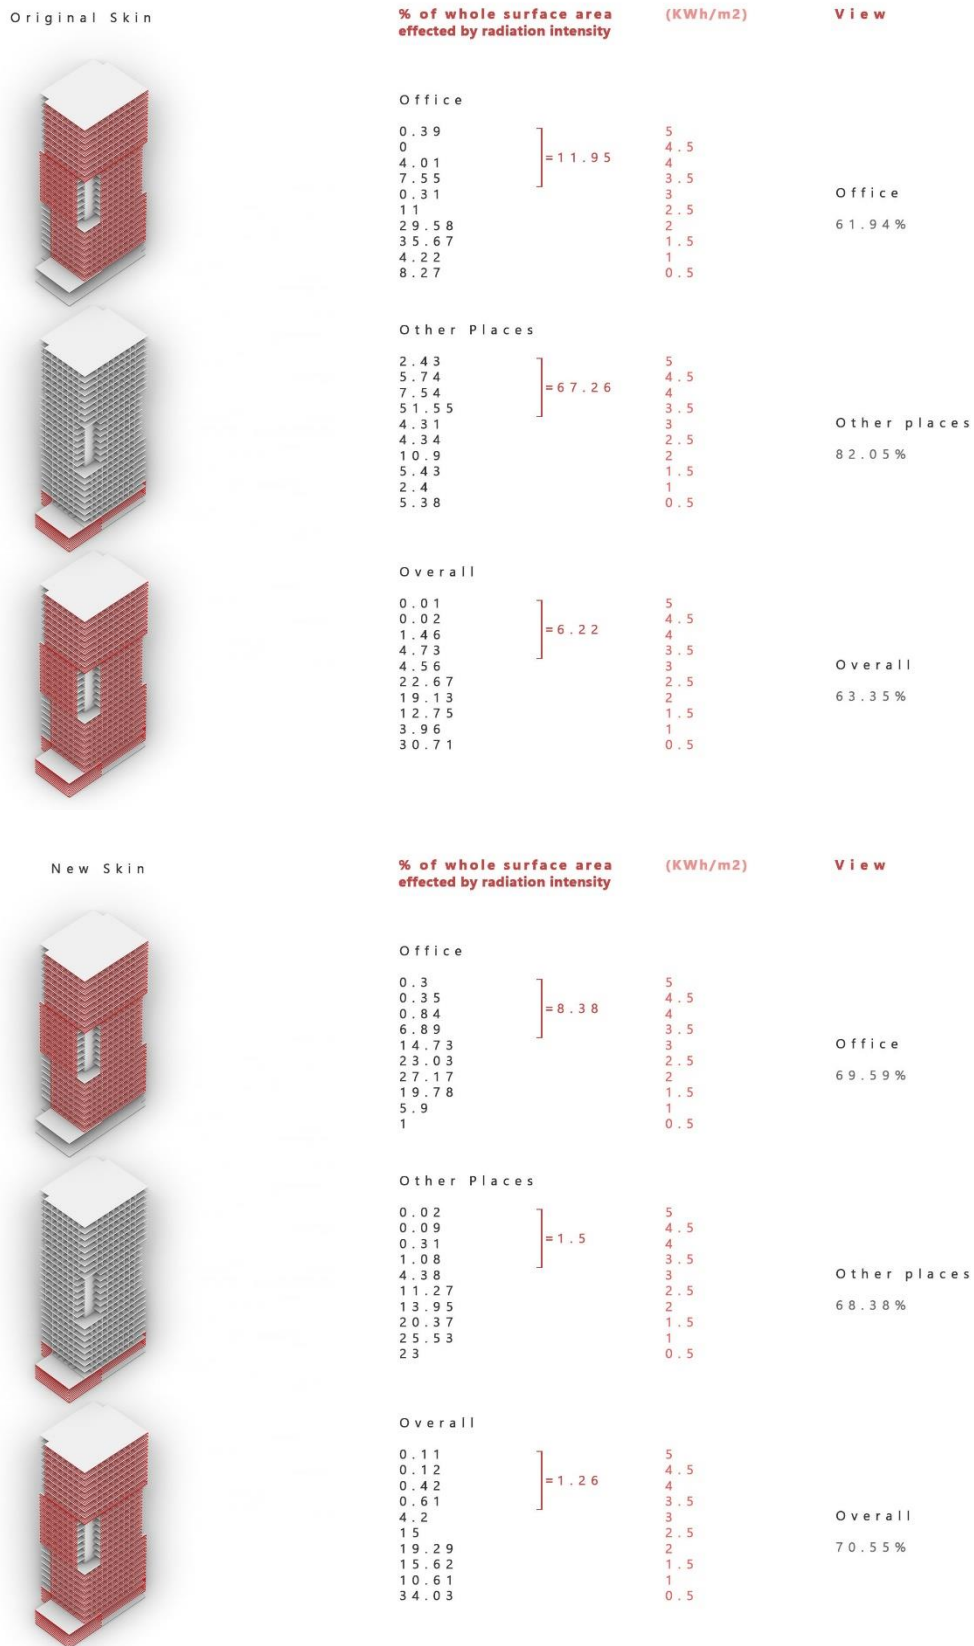 Original Skin
% of whole surface area (KWh/m2) View
effected by radiation intensity
Office
0.39 5
0 4.5
4.01 =11.95 4
7.55 3.5
0.31 3
11 2.5
29.58 2
35.67 1.5
4.22 1
8.27 0.5
Office
61.94%
Other Places
2.43 5
5.74 4.5
7.54 =67.26 4
51.55 3.5
4.31 3
4.34 2.5
10.9 2
5.43 1.5
2.4 1
5.38 0.5
Other places
82.05%
Overall
0.01 5
0.02 4.5
1.46 =6.22 4
4.73 3.5
4.56 3
22.67 2.5
19.13 2
12.75 1.5
3.96 1
30.71 0.5
Overall
63.35%
New Skin
% of whole surface area (KWh/m2) View
effected by radiation intensity
Office
0.3 5
0.35 4.5
0.84 =8.38 4
6.89 3.5
14.73 3
23.03 2.5
27.17 2
19.78 1.5
5.9 1
1 0.5
Office
69.59%
Other Places
0.02 5
0.09 4.5
0.31 =1.5 4
1.08 3.5
4.38 3
11.27 2.5
13.95 2
20.37 1.5
25.53 1
23 0.5
Other places
68.38%
Overall
0.11 5
0.12 4.5
0.42 =1.26 4
0.61 3.5
4.2 3
15 2.5
19.29 2
15.62 1.5
10.61 1
34.03 0.5
Overall
70.55%